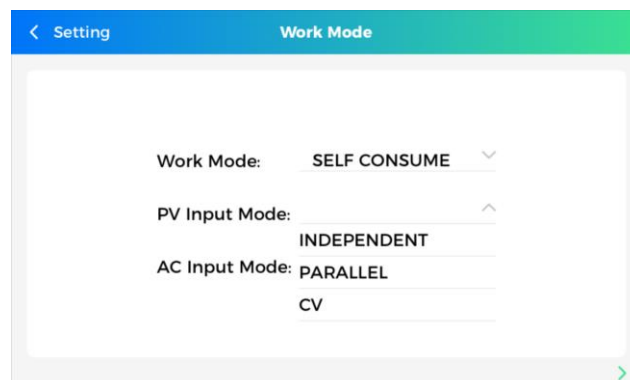 Setting
Work Mode
Work Mode: SELF CONSUME
PV Input Mode:
INDEPENDENT
AC Input Mode: PARALLEL
CV